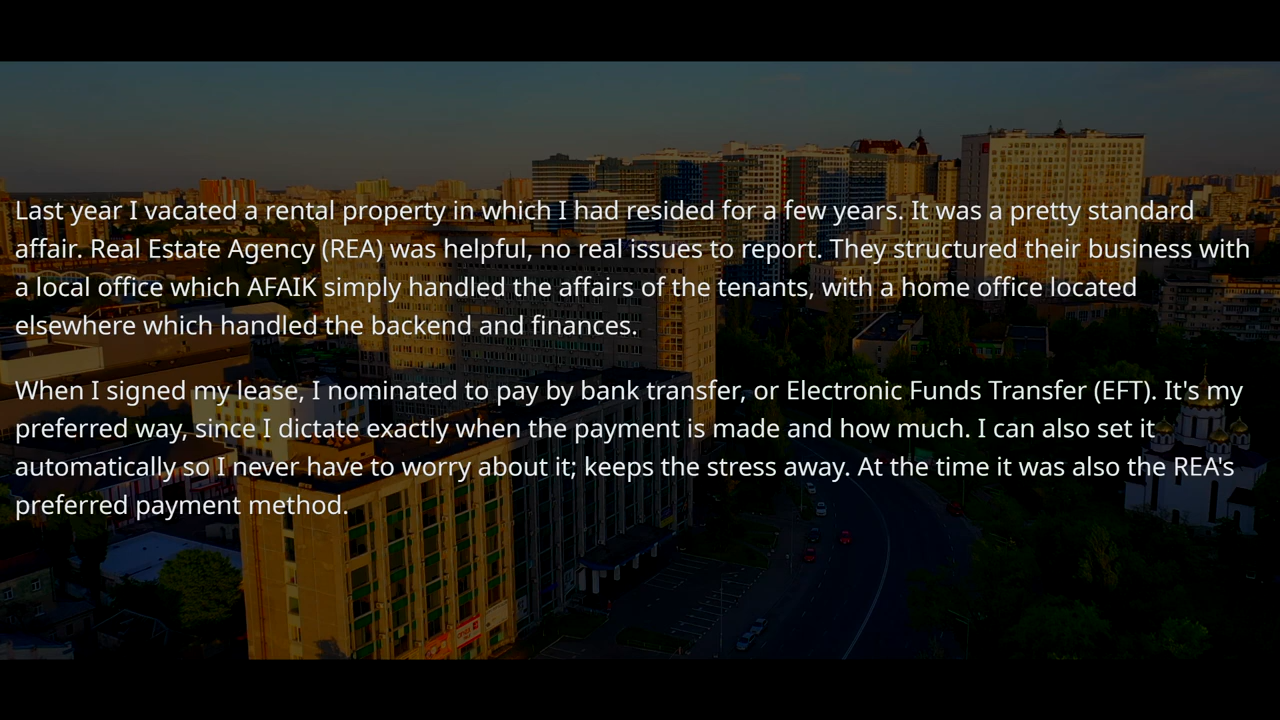 Last year I vacated a rental property in which I had resided for a few years. It was a pretty standard
affair. Real Estate Agency (REA) was helpful, no real issues to report. They structured their business with
a local office which AFAIK simply handled the affairs of the tenants, with a home office located
elsewhere which handled the backend and finances.
When I signed my lease, I nominated to pay by bank transfer, or Electronic Funds Transfer (EFT). It's my
preferred way, since I dictate exactly when the payment is made and how much. I can also set it
automatically so I never have to worry about it; keeps the stress away. At the time it was also the REA's
preferred payment method.